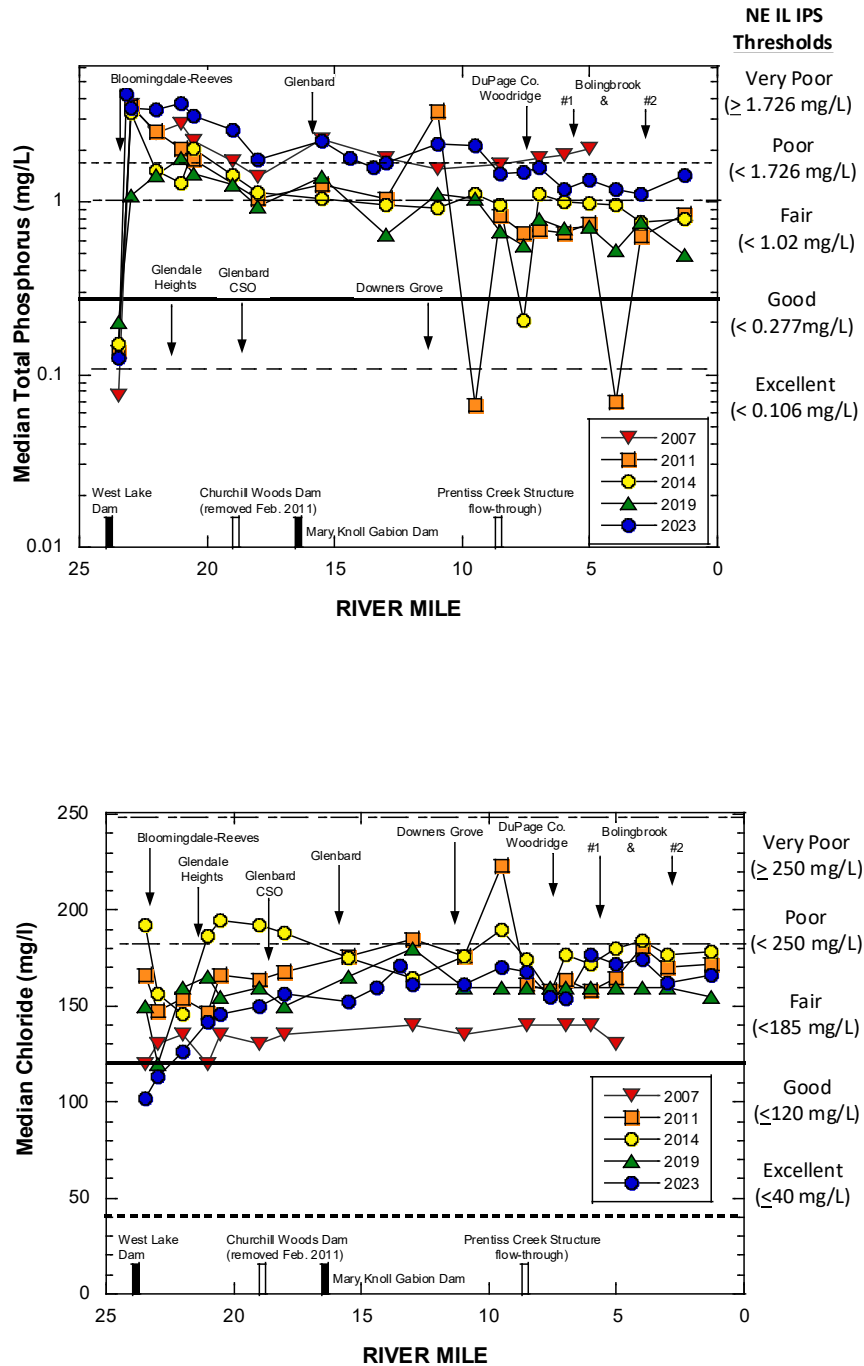 NE IL IPS
Thresholds
Bloomingdale-Reeves
Glenbard
DuPage Co.
Woodridge
Bolingbrook
#1 & #2
Very Poor
(≥ 1.726 mg/L)
Poor
(< 1.726 mg/L)
Fair
(< 1.02 mg/L)
Good
(< 0.277mg/L)
Excellent
(< 0.106 mg/L)
Median Total Phosphorus (mg/L)
1
0.1
0.01
Glendale
Heights
Glenbard
CSO
Downers Grove
2007
2011
2014
2019
2023
West Lake
Dam
Churchill Woods Dam
(removed Feb. 2011)
Mary Knoll Gabion Dam
Prentiss Creek Structure
flow-through)
25 20 15 10 5 0
RIVER MILE
Median Chloride (mg/l)
250
200
150
100
50
0
Bloomingdale-Reeves
Glendale
Heights
Glenbard
CSO
Glenbard
Downers Grove
DuPage Co.
Woodridge
Bolingbrook
#1 & #2
Very Poor
(≥ 250 mg/L)
Poor
(< 250 mg/L)
Fair
(<185 mg/L)
Good
(≤120 mg/L)
Excellent
(≤40 mg/L)
2007
2011
2014
2019
2023
West Lake
Dam
Churchill Woods Dam
(removed Feb. 2011)
Mary Knoll Gabion Dam
Prentiss Creek Structure
flow-through)
25 20 15 10 5 0
RIVER MILE